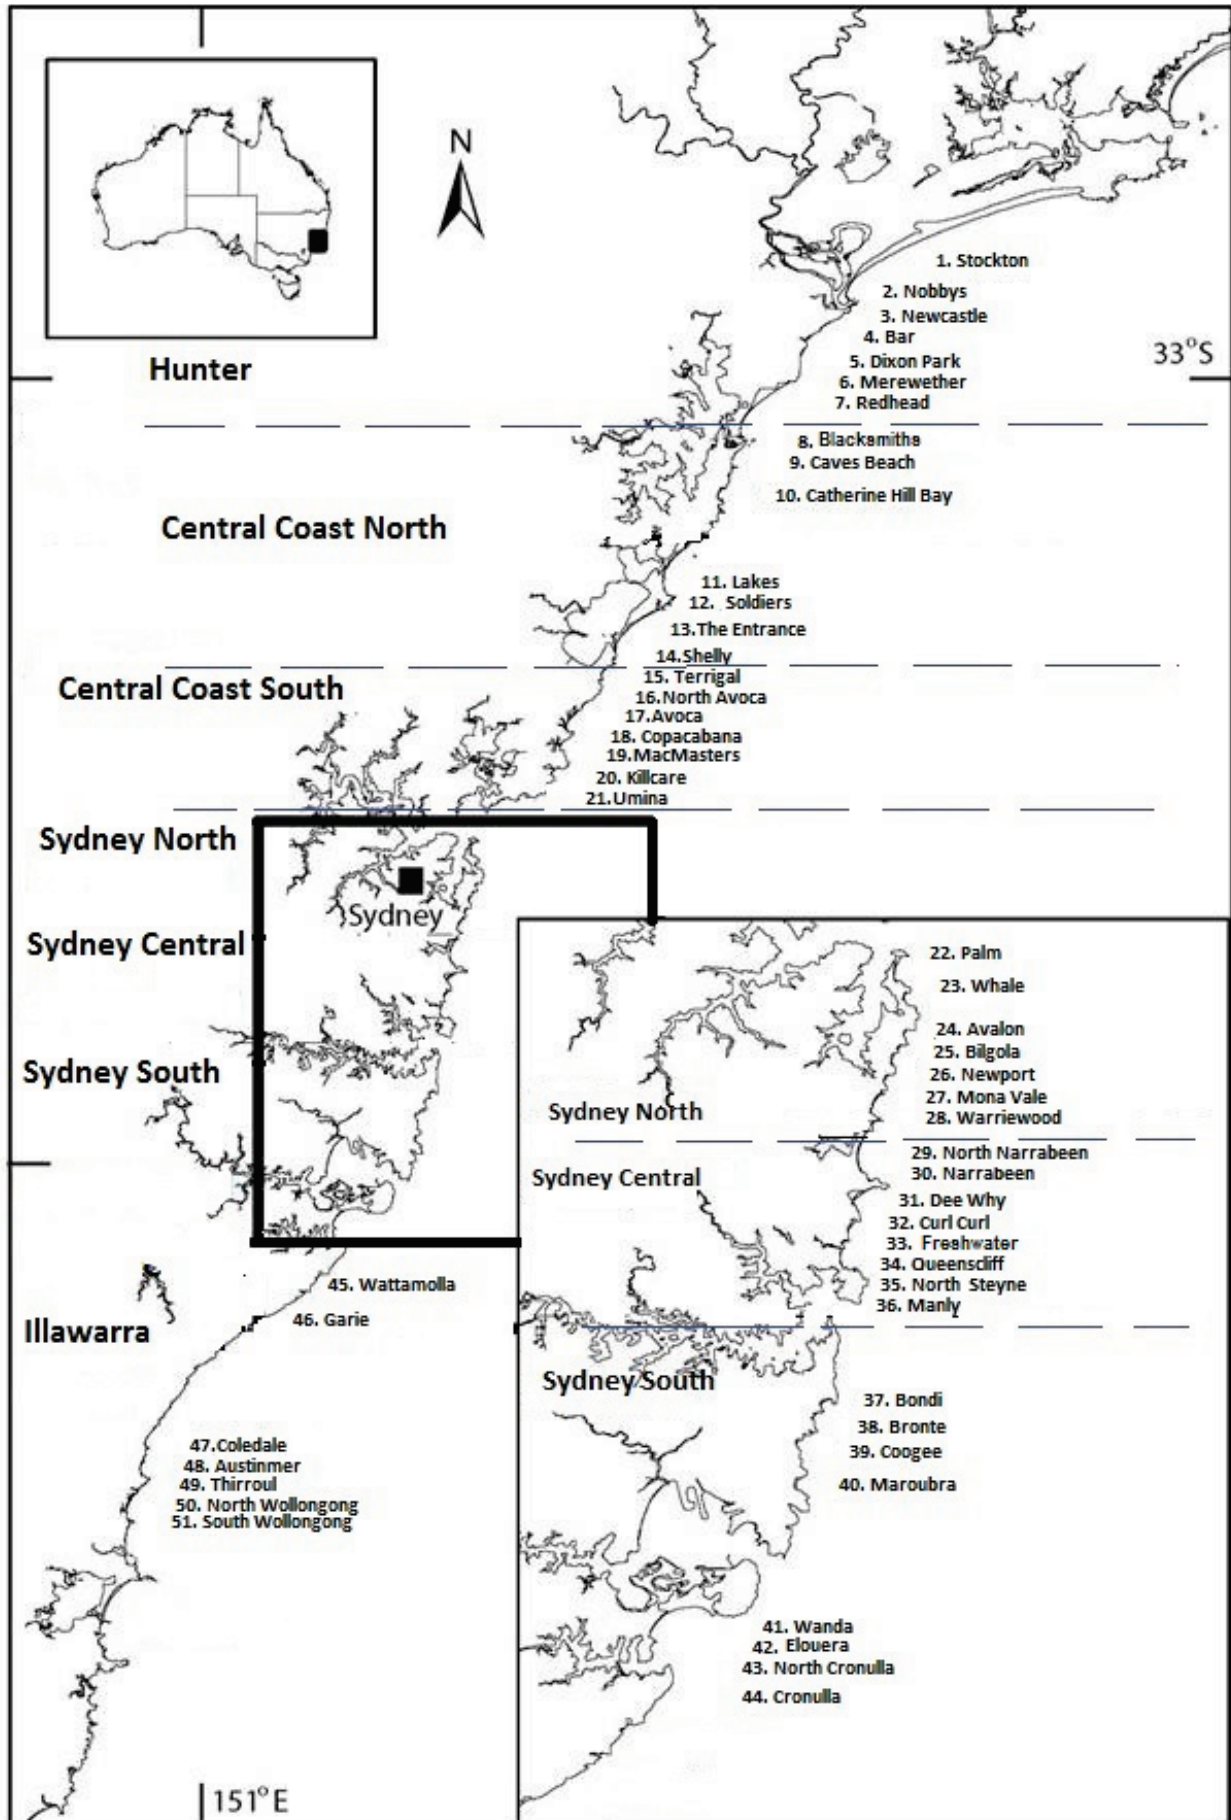 N
1. Stockton
2. Nobbys
3. Newcastle
4. Bar
33°S
5. Dixon Park
Hunter
6. Merewether
7. Redhead
8. Blacksmiths
9. Caves Beach
10. Catherine Hill Bay
Central Coast North
11. Lakes
12. Soldiers
13.The Entrance
14.Shelly
15. Terrigal
Central Coast South
16.North Avoca
17.Avoca
18. Copacabana
19.MacMasters
20. Killcare
21.Umina
Sydney North
Sydney
Sydney Central
Sydney South
22. Palm
23. Whale
24. Avalon
25. Bilgola
26. Newport
27. Mona Vale
28. Warriewood
Sydney North
29. North Narrabeen
30. Narrabeen
Sydney Central
31. Dee Why
32. Curl Curl
33. Freshwater
34. Queenscliff
35. North Steyne
36. Manly
Sydney South
37. Bondi
38. Bronte
39. Coogee
40. Maroubra
41. Wanda
42. Elouera
43. North Cronulla
44. Cronulla
45. Wattamolla
46. Garie
Illawarra
47.Coledale
48. Austinmer
49. Thirroul
50. North Wollongong
51. South Wollongong
151°E